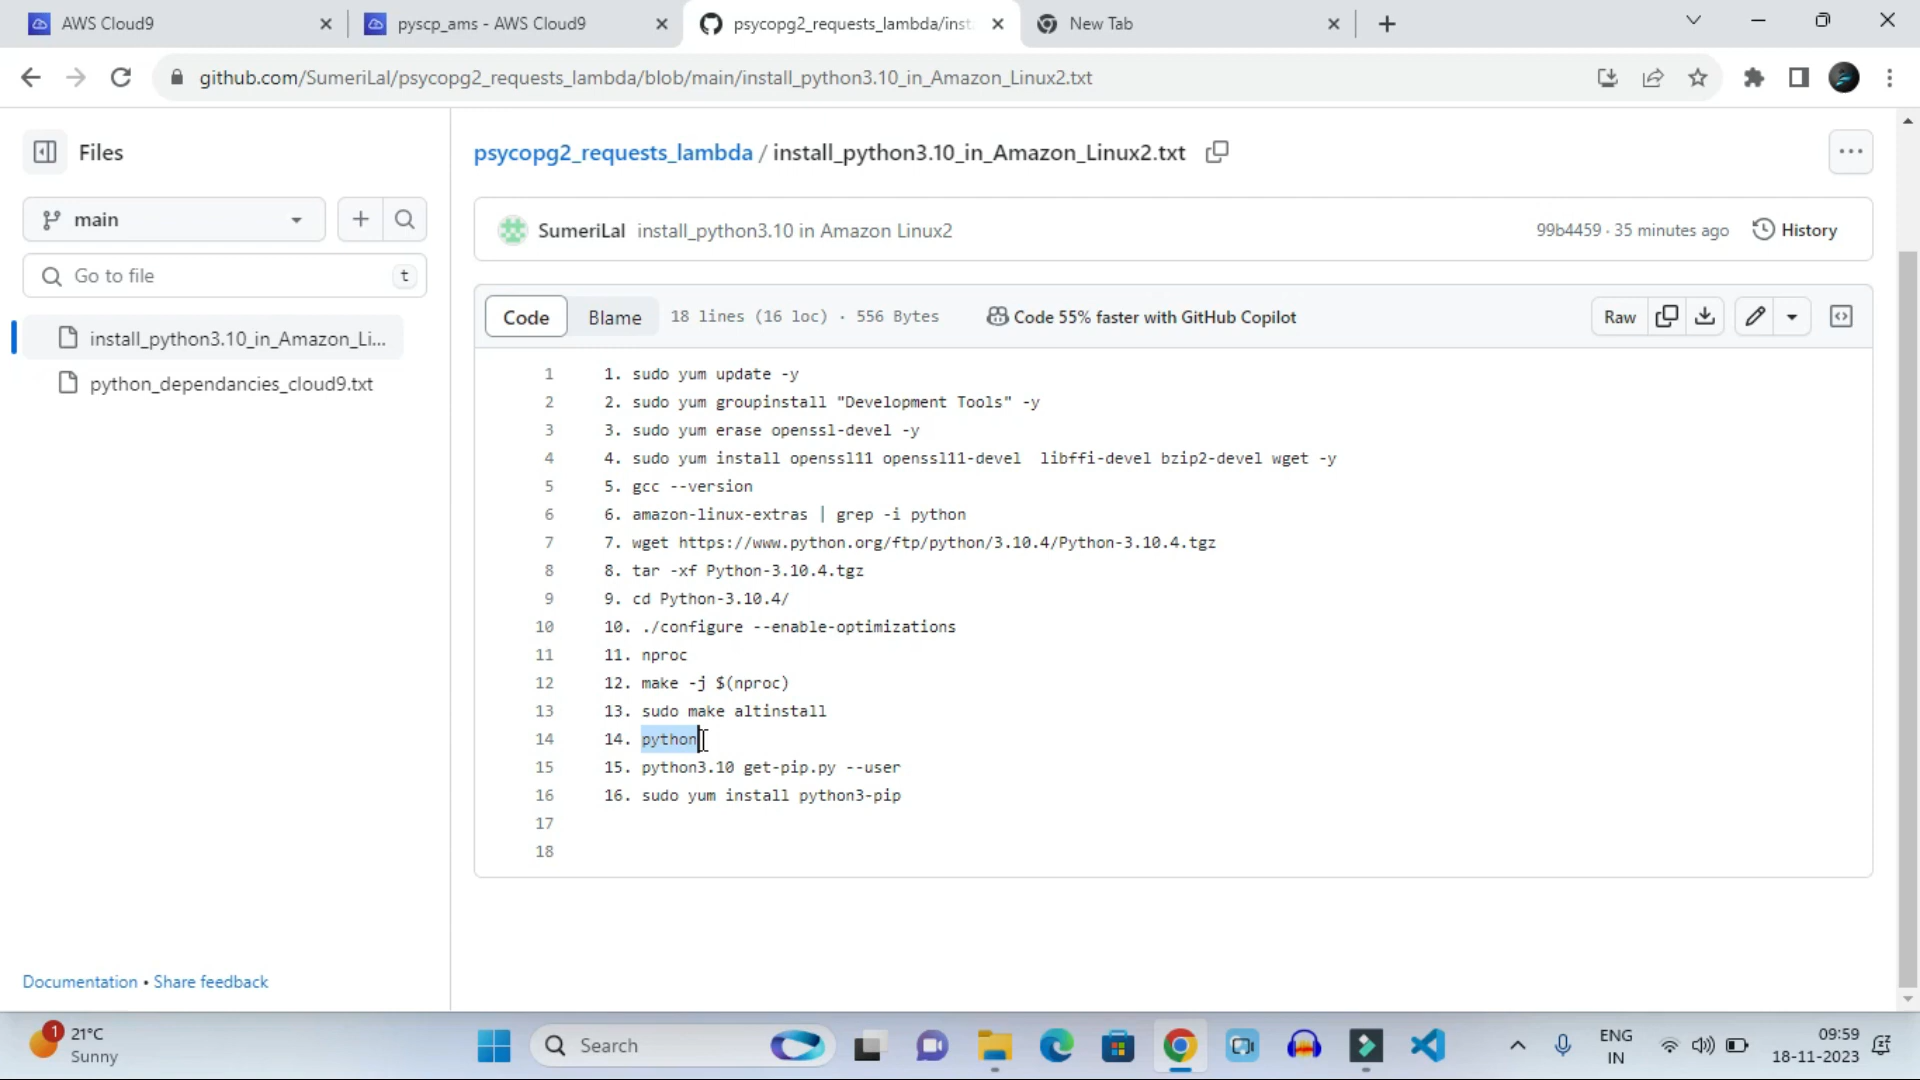 AWS Cloud9
pyscp_ams - AWS Cloud9
psycopg2_requests_lambda/inst
New Tab
github.com/SumeriLal/psycopg2_requests_lambda/blob/main/install_python3.10_in_Amazon_Linux2.txt
Files
psycopg2_requests_lambda / install_python3.10_in_Amazon_Linux2.txt
main
SumeriLal install_python3.10 in Amazon Linux2
99b4459 · 35 minutes ago
History
Go to file
t
Code
Blame
18 lines (16 loc) · 556 Bytes
Code 55% faster with GitHub Copilot
Raw
install_python3.10_in_Amazon_Li...
python_dependancies_cloud9.txt
1 1. sudo yum update -y
2 2. sudo yum groupinstall "Development Tools" -y
3 3. sudo yum erase openssl-devel -y
4 4. sudo yum install openssl11 openssl11-devel  libffi-devel bzip2-devel wget -y
5 5. gcc --version
6 6. amazon-linux-extras | grep -i python
7 7. wget https://www.python.org/ftp/python/3.10.4/Python-3.10.4.tgz
8 8. tar -xf Python-3.10.4.tgz
9 9. cd Python-3.10.4/
10 10. ./configure --enable-optimizations
11 11. nproc
12 12. make -j $(nproc)
13 13. sudo make altinstall
14 14. python
15 15. python3.10 get-pip.py --user
16 16. sudo yum install python3-pip
17
18
Documentation • Share feedback
1
21°C
Sunny
Search
ENG
IN
09:59
18-11-2023